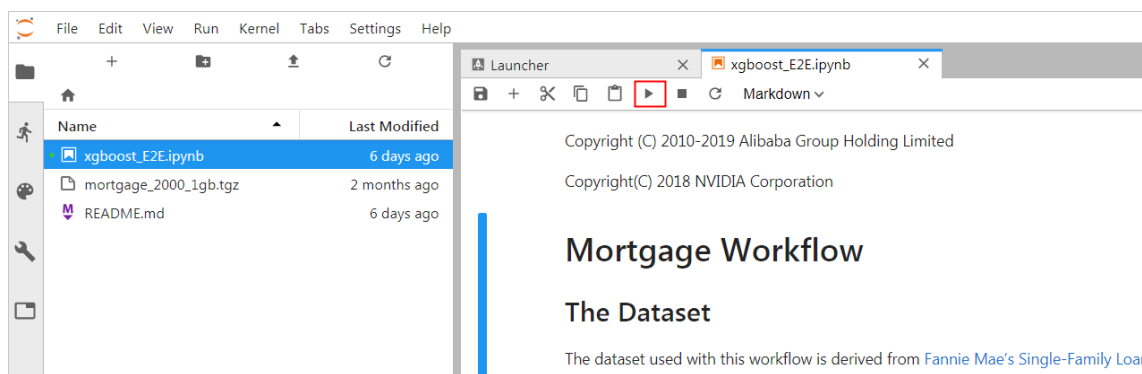 File Edit View Run Kernel Tabs Settings Help
Launcher
xgboost_E2E.ipynb
Markdown
Name Last Modified
xgboost_E2E.ipynb 6 days ago
mortgage_2000_1gb.tgz 2 months ago
README.md 6 days ago
Copyright (C) 2010-2019 Alibaba Group Holding Limited
Copyright(C) 2018 NVIDIA Corporation
Mortgage Workflow
The Dataset
The dataset used with this workflow is derived from Fannie Mae's Single-Family